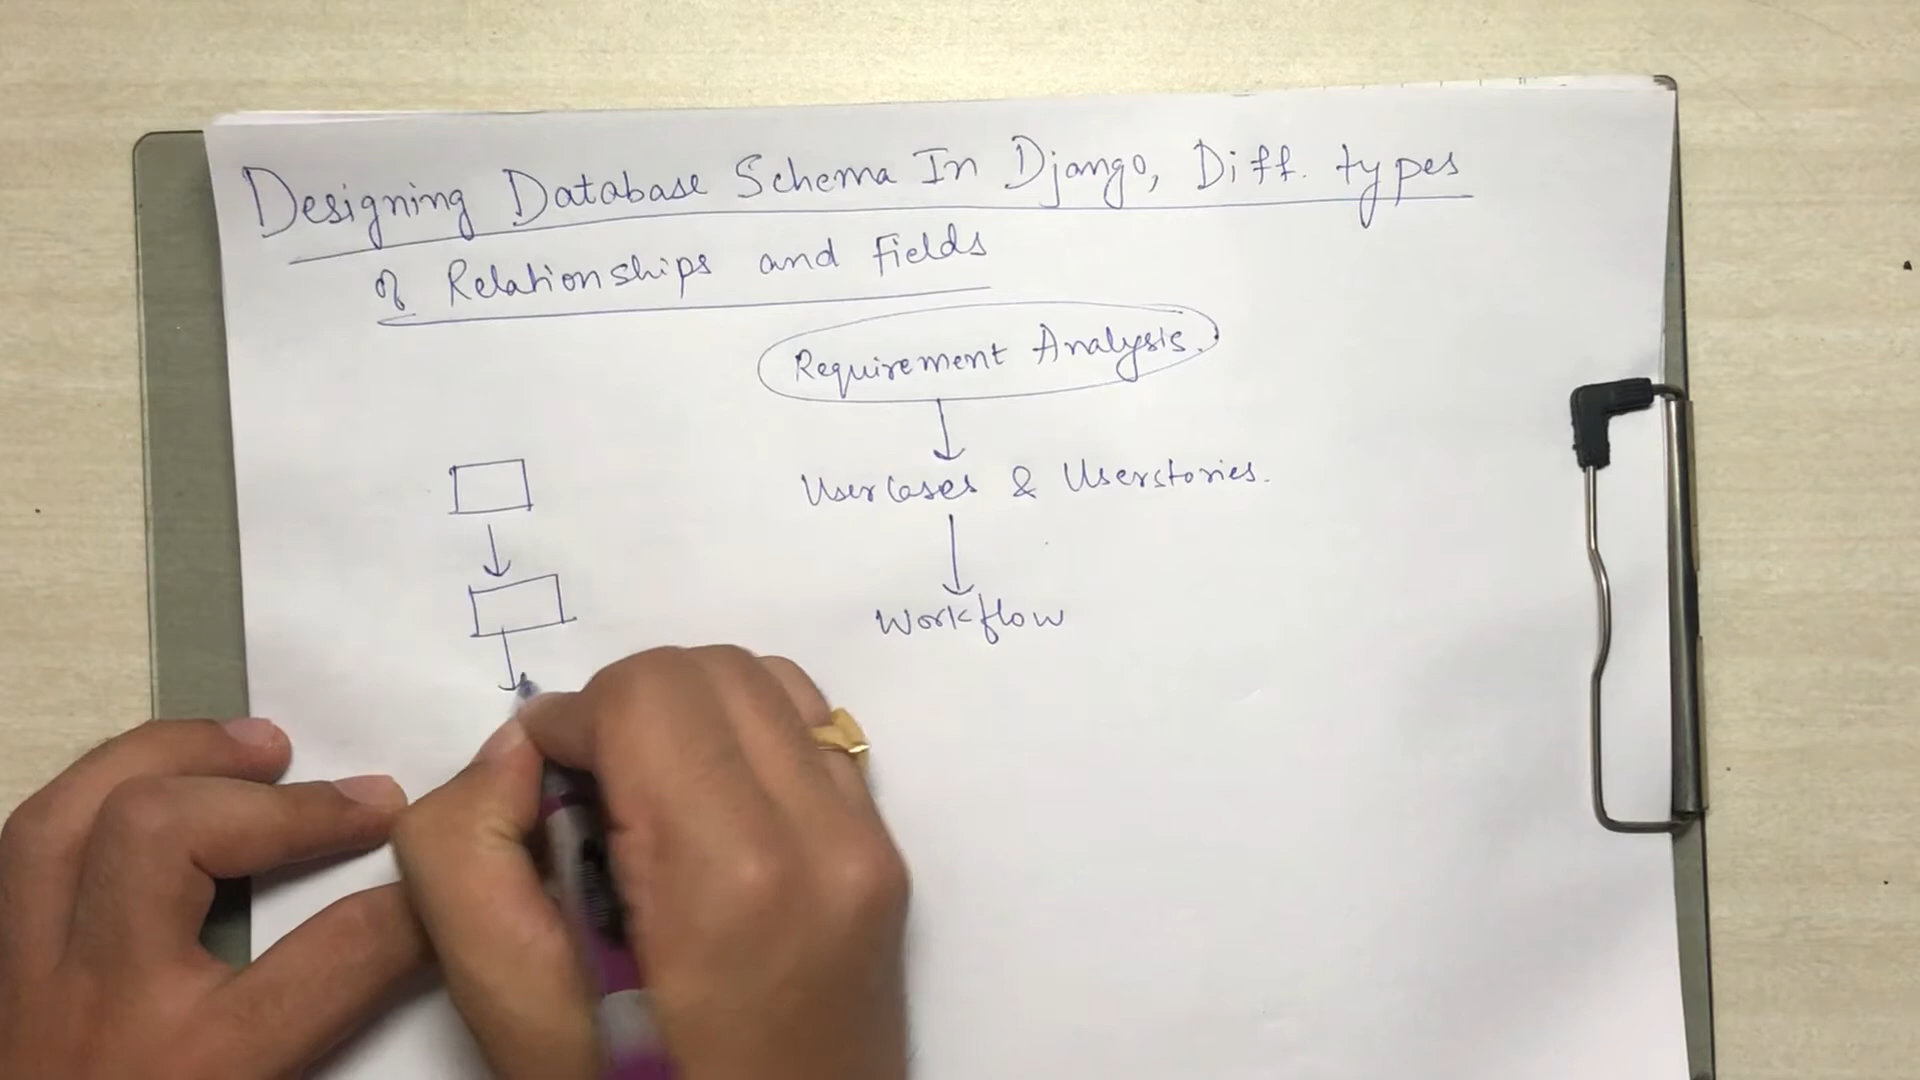 Designing Database Schema In Django, Diff. types
of Relationships and fields
Requirement Analysis.
Usercases & Userstories.
Workflow